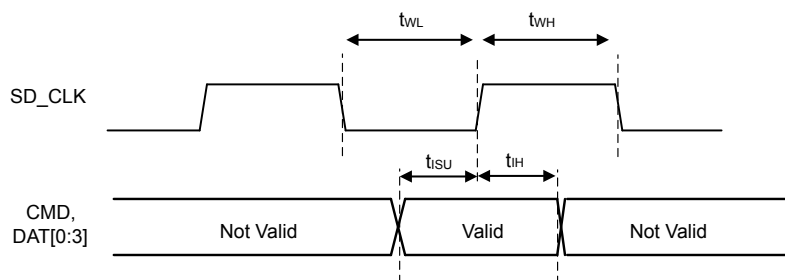 tWL tWH
SD_CLK
tISU tIH
CMD,
DAT[0:3]
Not Valid Valid Not Valid